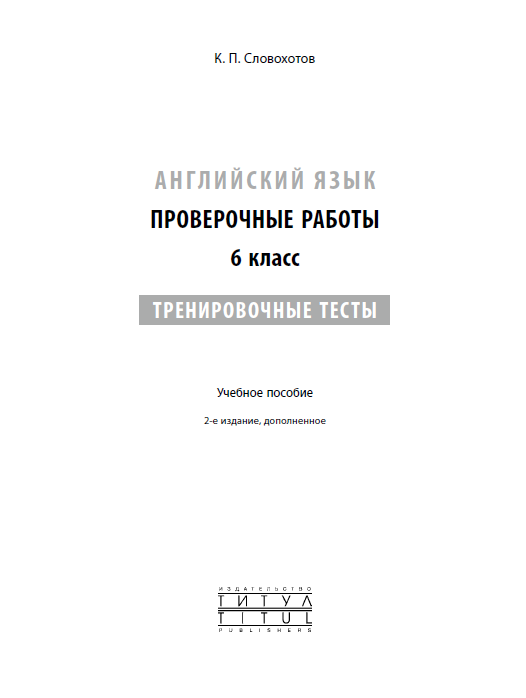 К. П. Словохотов
АНГЛИЙСКИЙ ЯЗЫК
ПРОВЕРОЧНЫЕ РАБОТЫ
6 класс
ТРЕНИРОВОЧНЫЕ ТЕСТЫ
Учебное пособие
2-е издание, дополненное
ИЗДАТЕЛЬСТВО
ТИТУЛ
TITUL
PUBLISHERS